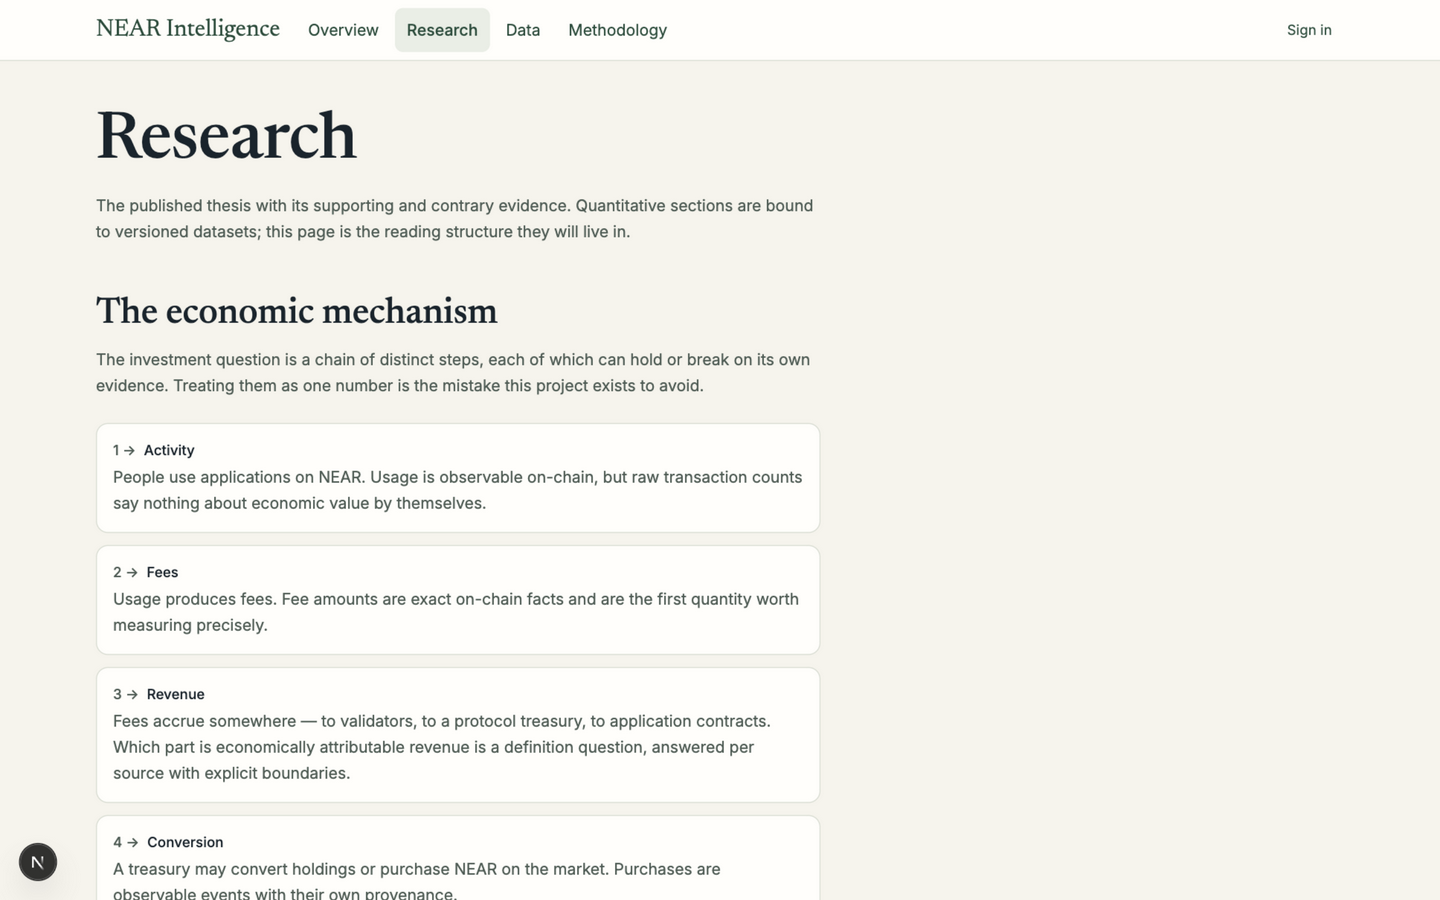 NEAR Intelligence
Overview
Research
Data
Methodology
Sign in
Research
The published thesis with its supporting and contrary evidence. Quantitative sections are bound
to versioned datasets; this page is the reading structure they will live in.
The economic mechanism
The investment question is a chain of distinct steps, each of which can hold or break on its own
evidence. Treating them as one number is the mistake this project exists to avoid.
1 → Activity
People use applications on NEAR. Usage is observable on-chain, but raw transaction counts
say nothing about economic value by themselves.
2 → Fees
Usage produces fees. Fee amounts are exact on-chain facts and are the first quantity worth
measuring precisely.
3 → Revenue
Fees accrue somewhere — to validators, to a protocol treasury, to application contracts.
Which part is economically attributable revenue is a definition question, answered per
source with explicit boundaries.
4 → Conversion
A treasury may convert holdings or purchase NEAR on the market. Purchases are
observable events with their own provenance.
N